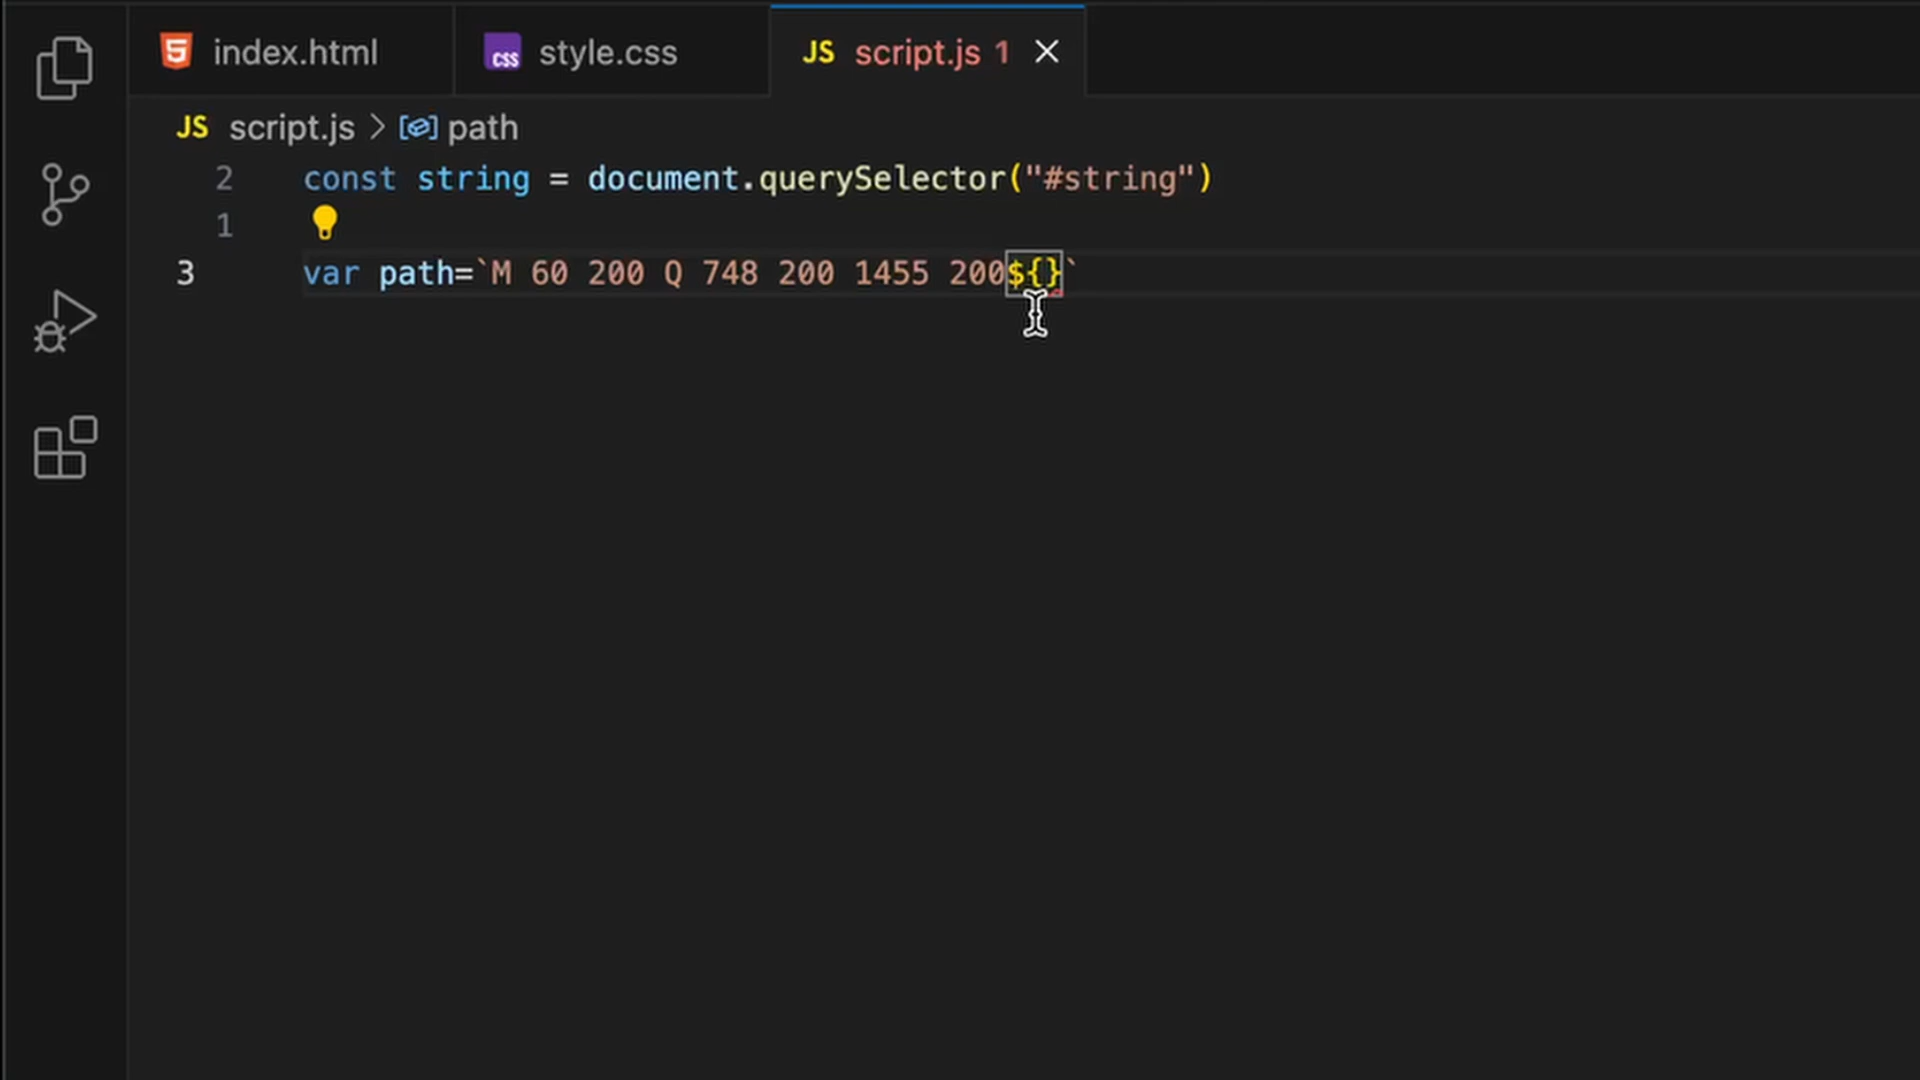 index.html
css style.css
JS script.js 1
JS script.js > path
2 const string = document.querySelector("#string")
1
3 var path=`M 60 200 Q 748 200 1455 200${}`